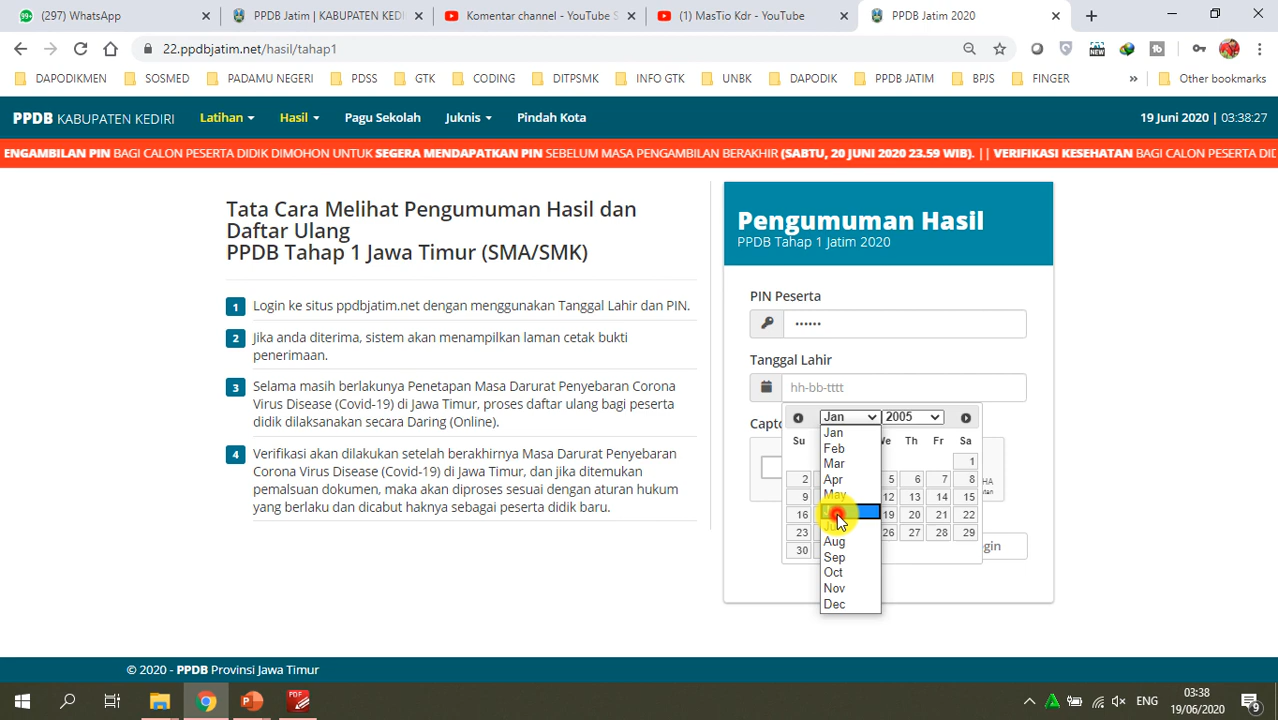 (297) WhatsApp
PPDB Jatim | KABUPATEN KEDI
Komentar channel - YouTube S
(1) MasTio Kdr - YouTube
PPDB Jatim 2020
22.ppdbjatim.net/hasil/tahap1
DAPODIKMEN SOSMED PADAMU NEGERI PDSS GTK CODING DITPSMK INFO GTK UNBK DAPODIK PPDB JATIM BPJS FINGER » Other bookmarks
PPDB KABUPATEN KEDIRI Latihan Hasil Pagu Sekolah Juknis Pindah Kota 19 Juni 2020 | 03:38:27
ENGAMBILAN PIN BAGI CALON PESERTA DIDIK DIMOHON UNTUK SEGERA MENDAPATKAN PIN SEBELUM MASA PENGAMBILAN BERAKHIR (SABTU, 20 JUNI 2020 23.59 WIB). || VERIFIKASI KESEHATAN BAGI CALON PESERTA DID
Tata Cara Melihat Pengumuman Hasil dan
Daftar Ulang
PPDB Tahap 1 Jawa Timur (SMA/SMK)
1 Login ke situs ppdbjatim.net dengan menggunakan Tanggal Lahir dan PIN.
2 Jika anda diterima, sistem akan menampilkan laman cetak bukti
penerimaan.
3 Selama masih berlakunya Penetapan Masa Darurat Penyebaran Corona
Virus Disease (Covid-19) di Jawa Timur, proses daftar ulang bagi peserta
didik dilaksanakan secara Daring (Online).
4 Verifikasi akan dilakukan setelah berakhirnya Masa Darurat Penyebaran
Corona Virus Disease (Covid-19) di Jawa Timur, dan jika ditemukan
pemalsuan dokumen, maka akan diproses sesuai dengan aturan hukum
yang berlaku dan dicabut haknya sebagai peserta didik baru.
Pengumuman Hasil
PPDB Tahap 1 Jatim 2020
PIN Peserta
••••••
Tanggal Lahir
hh-bb-tttt
Captc
Jan 2005
Su We Th Fr Sa
1
2 5 6 7 8
9 12 13 14 15
16 19 20 21 22
23 26 27 28 29
30
Jan
Feb
Mar
Apr
May
Aug
Sep
Oct
Nov
Dec
HA
gin
© 2020 - PPDB Provinsi Jawa Timur
ENG
03:38
19/06/2020
9